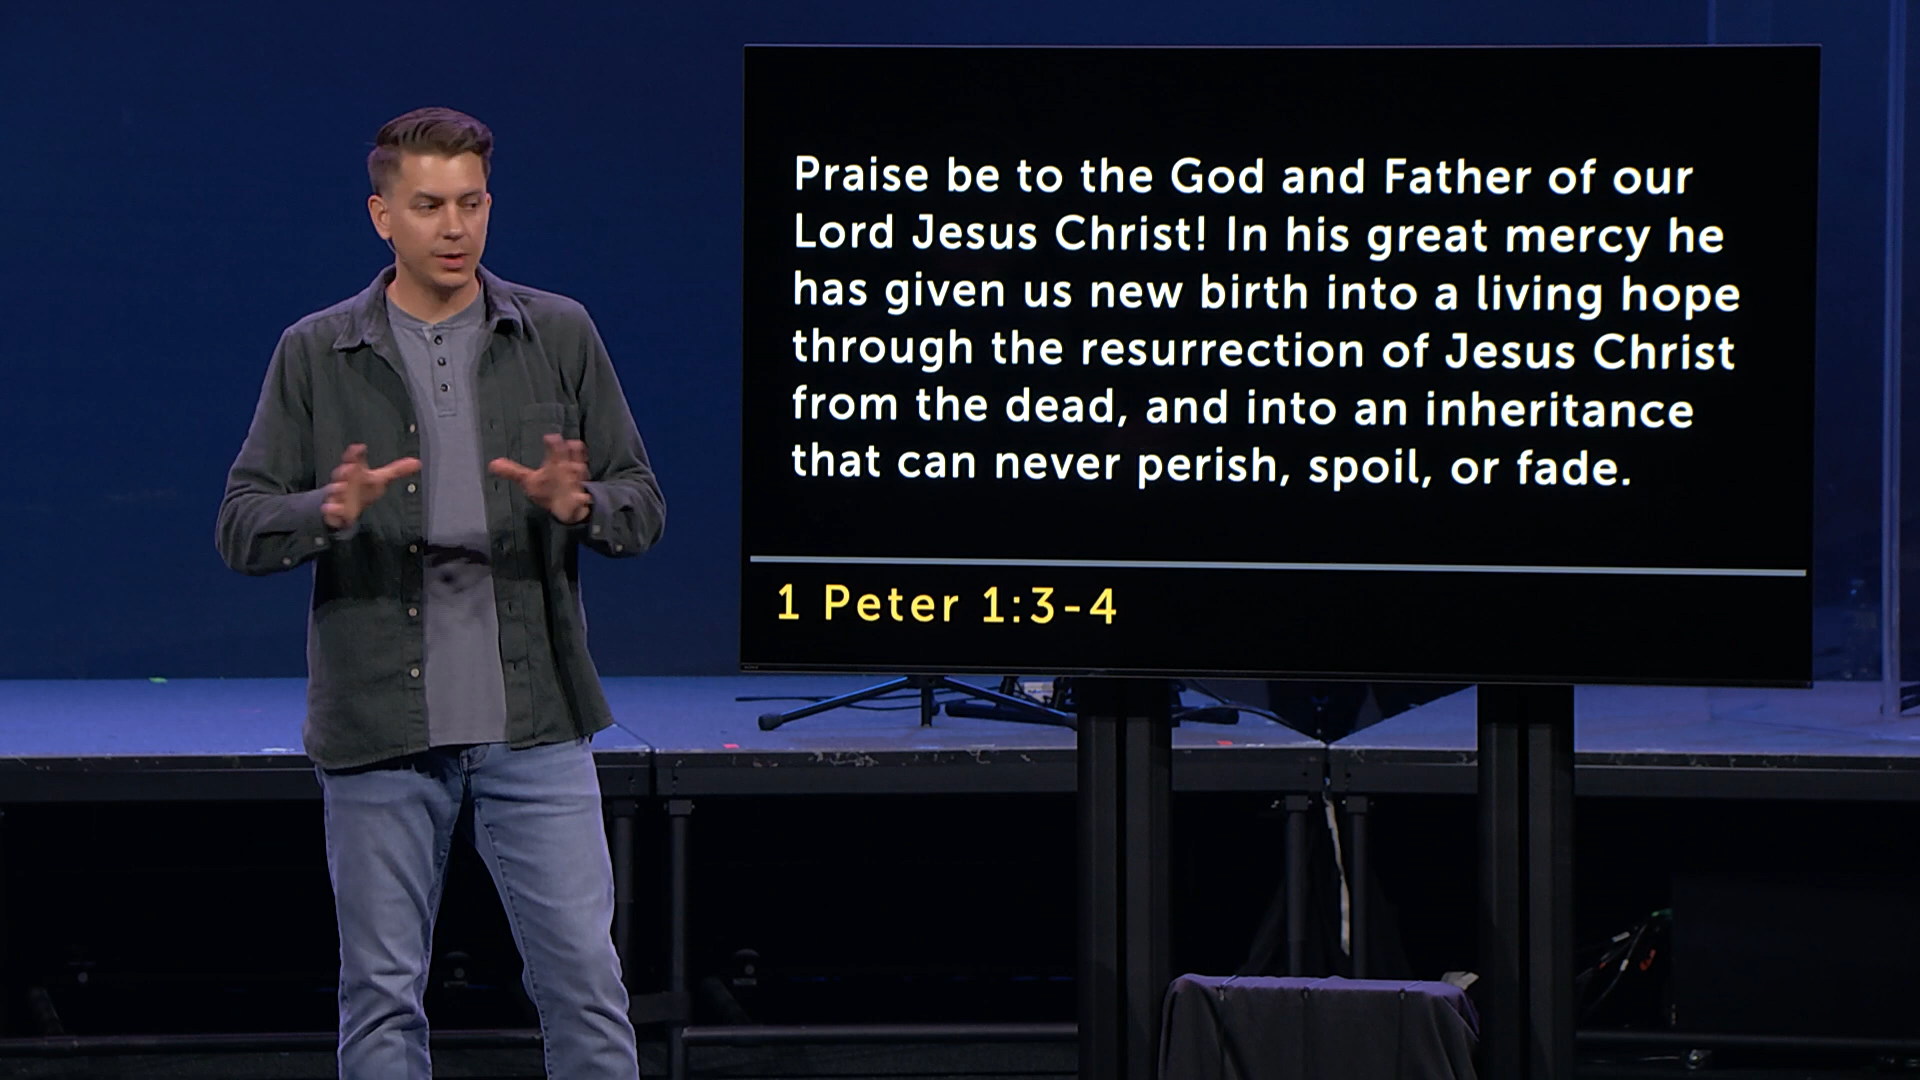 Praise be to the God and Father of our
Lord Jesus Christ! In his great mercy he
has given us new birth into a living hope
through the resurrection of Jesus Christ
from the dead, and into an inheritance
that can never perish, spoil, or fade.
1 Peter 1:3-4